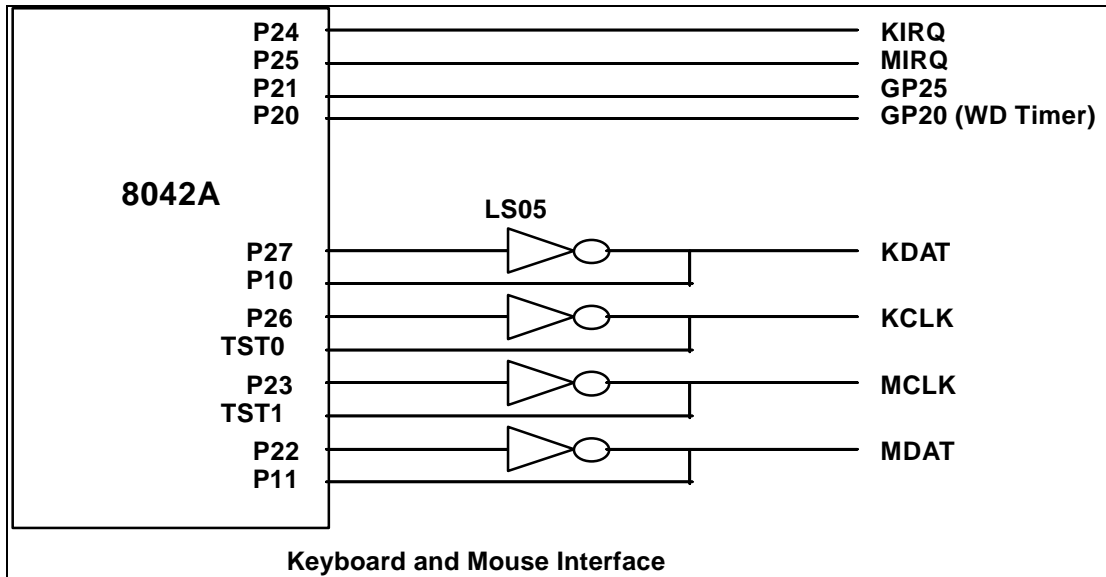 P24 KIRQ
P25 MIRQ
P21 GP25
P20 GP20 (WD Timer)
8042A
LS05
P27 KDAT
P10
P26 KCLK
TST0
P23 MCLK
TST1
P22 MDAT
P11
Keyboard and Mouse Interface